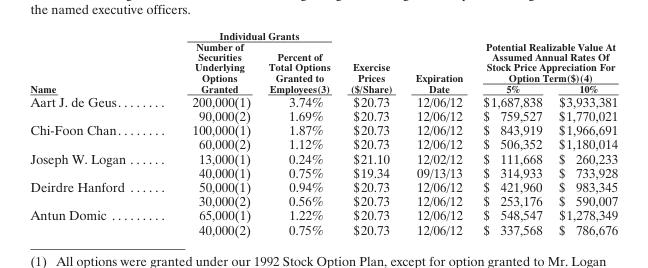 the named executive officers.
Individual Grants
Number of Securities Underlying Options Granted Percent of Total Options Granted to Employees(3) Exercise Prices ($/Share) Expiration Date Potential Realizable Value At Assumed Annual Rates Of Stock Price Appreciation For Option Term($)(4)
Name 5% 10%
Aart J. de Geus........ 200,000(1) 3.74% $20.73 12/06/12 $1,687,838 $3,933,381
90,000(2) 1.69% $20.73 12/06/12 $ 759,527 $1,770,021
Chi-Foon Chan........ 100,000(1) 1.87% $20.73 12/06/12 $ 843,919 $1,966,691
60,000(2) 1.12% $20.73 12/06/12 $ 506,352 $1,180,014
Joseph W. Logan ...... 13,000(1) 0.24% $21.10 12/02/12 $ 111,668 $ 260,233
40,000(1) 0.75% $19.34 09/13/13 $ 314,933 $ 733,928
Deirdre Hanford ...... 50,000(1) 0.94% $20.73 12/06/12 $ 421,960 $ 983,345
30,000(2) 0.56% $20.73 12/06/12 $ 253,176 $ 590,007
Antun Domic ......... 65,000(1) 1.22% $20.73 12/06/12 $ 548,547 $1,278,349
40,000(2) 0.75% $20.73 12/06/12 $ 337,568 $ 786,676
(1) All options were granted under our 1992 Stock Option Plan, except for option granted to Mr. Logan